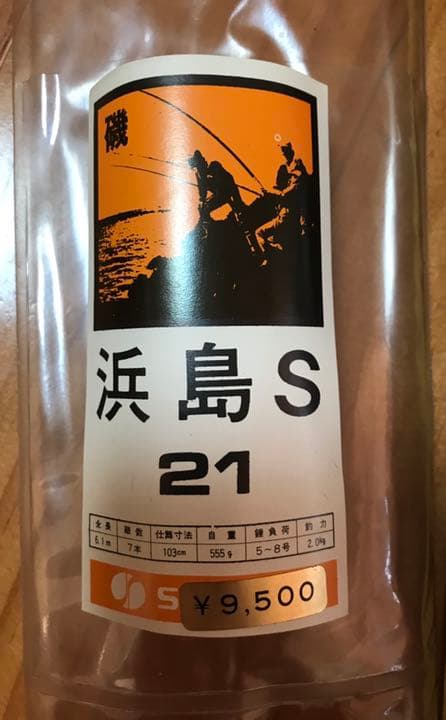 磯
浜島S
21
全長 継数 仕舞寸法 自重 錘負荷 釣力
6.1m 7本 103cm 555g 5～8号 2.0kg
S
¥9,500